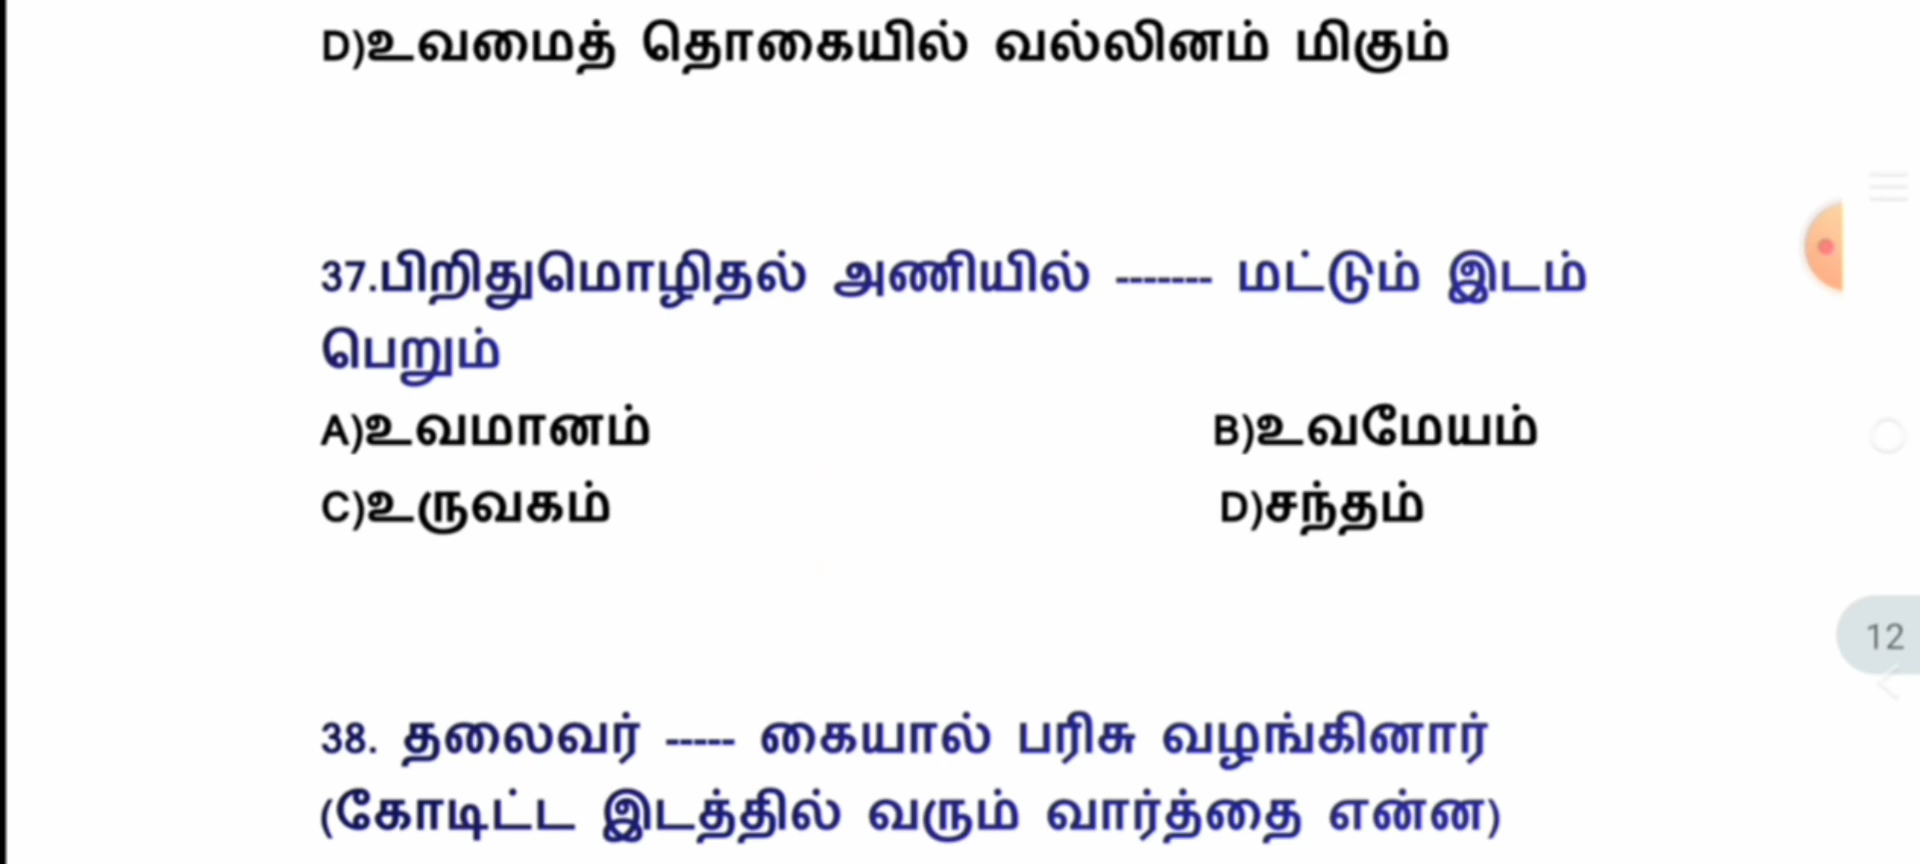 D)உவமைத் தொகையில் வல்லினம் மிகும்
37.பிறிதுமொழிதல் அணியில் ------- மட்டும் இடம்
பெறும்
A)உவமானம் B)உவமேயம்
C)உருவகம் D)சந்தம்
12
38. தலைவர் ----- கையால் பரிசு வழங்கினார்
(கோடிட்ட இடத்தில் வரும் வார்த்தை என்ன)